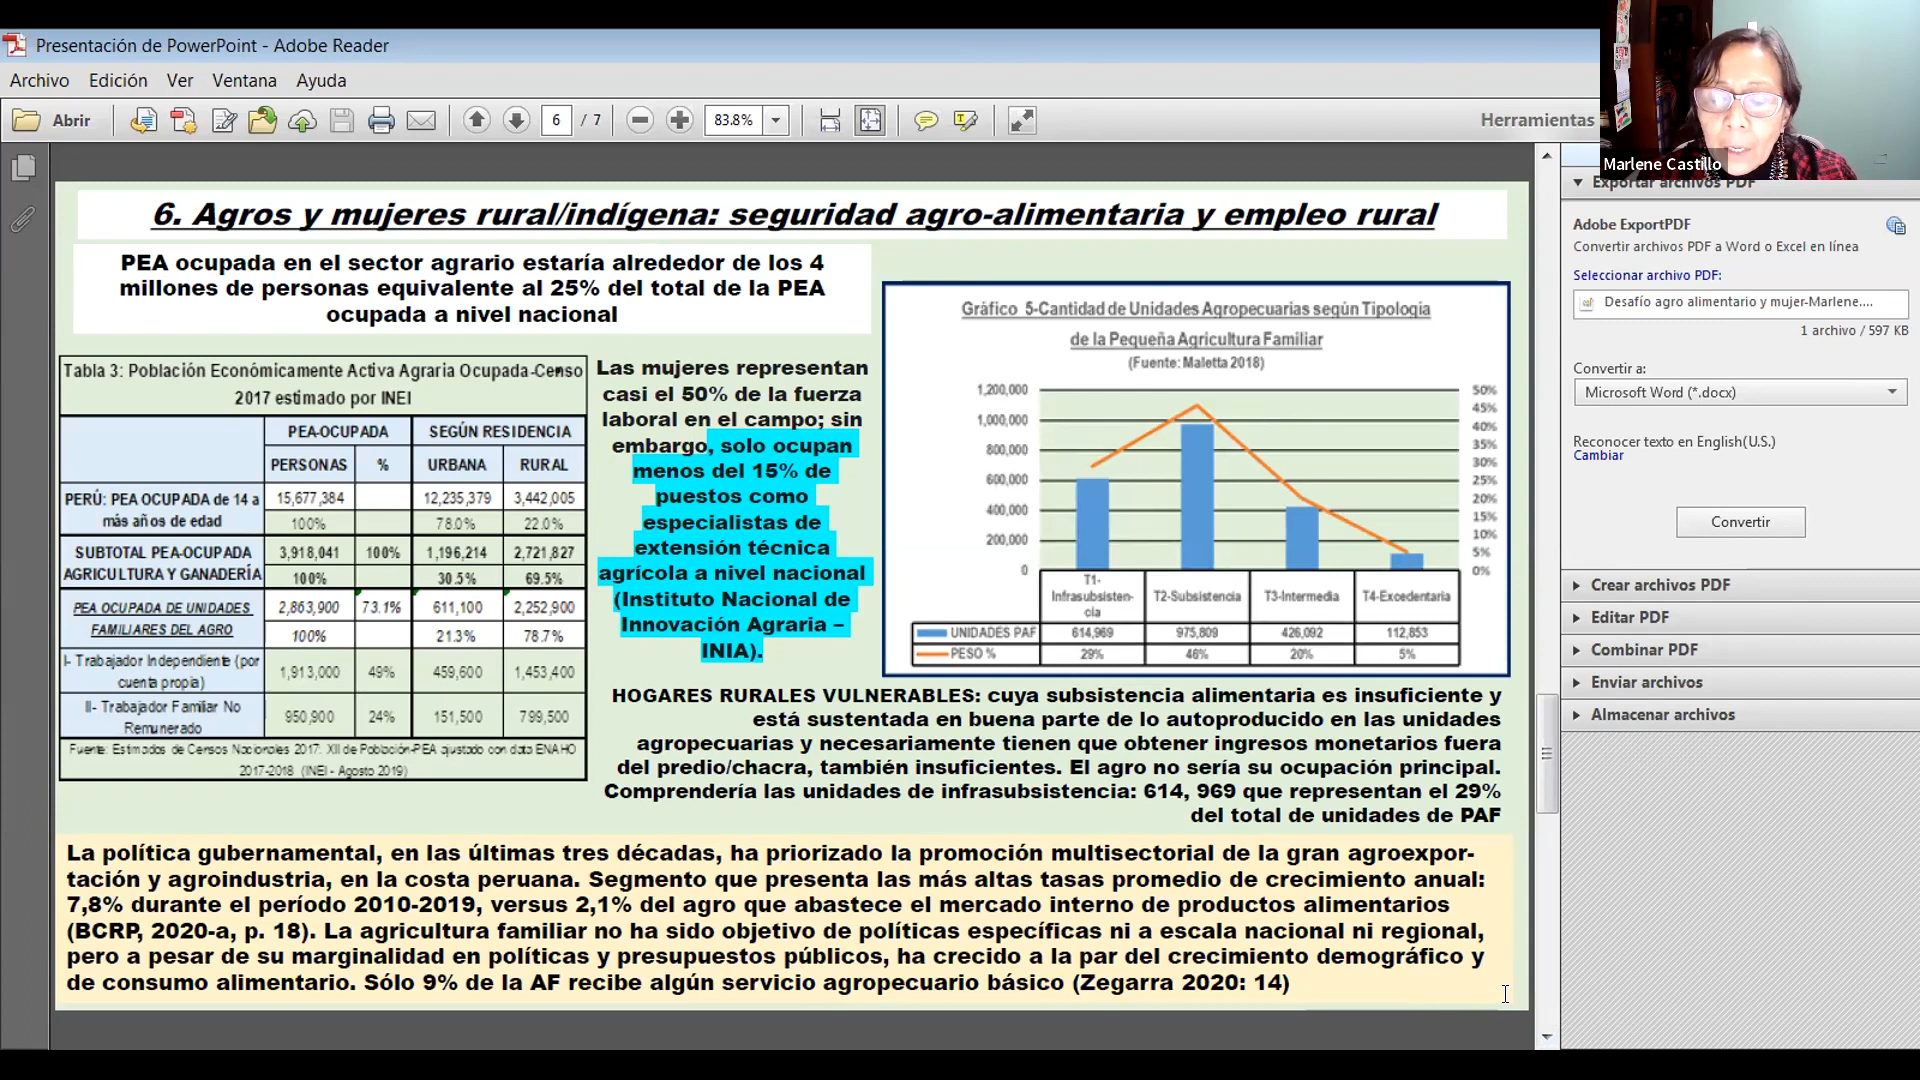 Presentación de PowerPoint - Adobe Reader
Archivo Edición Ver Ventana Ayuda
Abrir 6 / 7 83.8% Herramientas
Marlene Castillo
6. Agros y mujeres rural/indígena: seguridad agro-alimentaria y empleo rural
PEA ocupada en el sector agrario estaría alrededor de los 4
millones de personas equivalente al 25% del total de la PEA
ocupada a nivel nacional
Tabla 3: Población Económicamente Activa Agraria Ocupada-Censo
2017 estimado por INEI
PEA-OCUPADA SEGÚN RESIDENCIA
PERSONAS % URBANA RURAL
PERÚ: PEA OCUPADA de 14 a
más años de edad
15,677,384 12,235,379 3,442,005
100% 78.0% 22.0%
SUBTOTAL PEA-OCUPADA
AGRICULTURA Y GANADERÍA
3,918,041 100% 1,196,214 2,721,827
100% 30.5% 69.5%
PEA OCUPADA DE UNIDADES
FAMILIARES DEL AGRO
2,863,900 73.1% 611,100 2,252,900
100% 21.3% 78.7%
I- Trabajador Independiente (por
cuenta propia)
1,913,000 49% 459,600 1,453,400
II- Trabajador Familiar No
Remunerado
950,900 24% 151,500 799,500
Fuente: Estimados de Censos Nacionales 2017: XII de Población-PEA ajustado con data ENAHO
2017-2018 (INEI - Agosto 2019)
Las mujeres representan
casi el 50% de la fuerza
laboral en el campo; sin
embargo, solo ocupan
menos del 15% de
puestos como
especialistas de
extensión técnica
agrícola a nivel nacional
(Instituto Nacional de
Innovación Agraria –
INIA).
Gráfico 5-Cantidad de Unidades Agropecuarias según Tipología
de la Pequeña Agricultura Familiar
(Fuente: Maletta 2018)
1,200,000
1,000,000
800,000
600,000
400,000
200,000
0
50%
45%
40%
35%
30%
25%
20%
15%
10%
5%
0%
T1-
Infrasubsisten-
cia
T2-Subsistencia T3-Intermedia T4-Excedentaria
UNIDADES PAF 614,969 975,809 426,092 112,853
PESO % 29% 46% 20% 5%
HOGARES RURALES VULNERABLES: cuya subsistencia alimentaria es insuficiente y
está sustentada en buena parte de lo autoproducido en las unidades
agropecuarias y necesariamente tienen que obtener ingresos monetarios fuera
del predio/chacra, también insuficientes. El agro no sería su ocupación principal.
Comprendería las unidades de infrasubsistencia: 614, 969 que representan el 29%
del total de unidades de PAF
La política gubernamental, en las últimas tres décadas, ha priorizado la promoción multisectorial de la gran agroexpor-
tación y agroindustria, en la costa peruana. Segmento que presenta las más altas tasas promedio de crecimiento anual:
7,8% durante el período 2010-2019, versus 2,1% del agro que abastece el mercado interno de productos alimentarios
(BCRP, 2020-a, p. 18). La agricultura familiar no ha sido objetivo de políticas específicas ni a escala nacional ni regional,
pero a pesar de su marginalidad en políticas y presupuestos públicos, ha crecido a la par del crecimiento demográfico y
de consumo alimentario. Sólo 9% de la AF recibe algún servicio agropecuario básico (Zegarra 2020: 14)
Exportar archivos PDF
Adobe ExportPDF
Convertir archivos PDF a Word o Excel en línea
Seleccionar archivo PDF:
Desafío agro alimentario y mujer-Marlene....
1 archivo / 597 KB
Convertir a:
Microsoft Word (*.docx)
Reconocer texto en English(U.S.)
Cambiar
Convertir
Crear archivos PDF
Editar PDF
Combinar PDF
Enviar archivos
Almacenar archivos